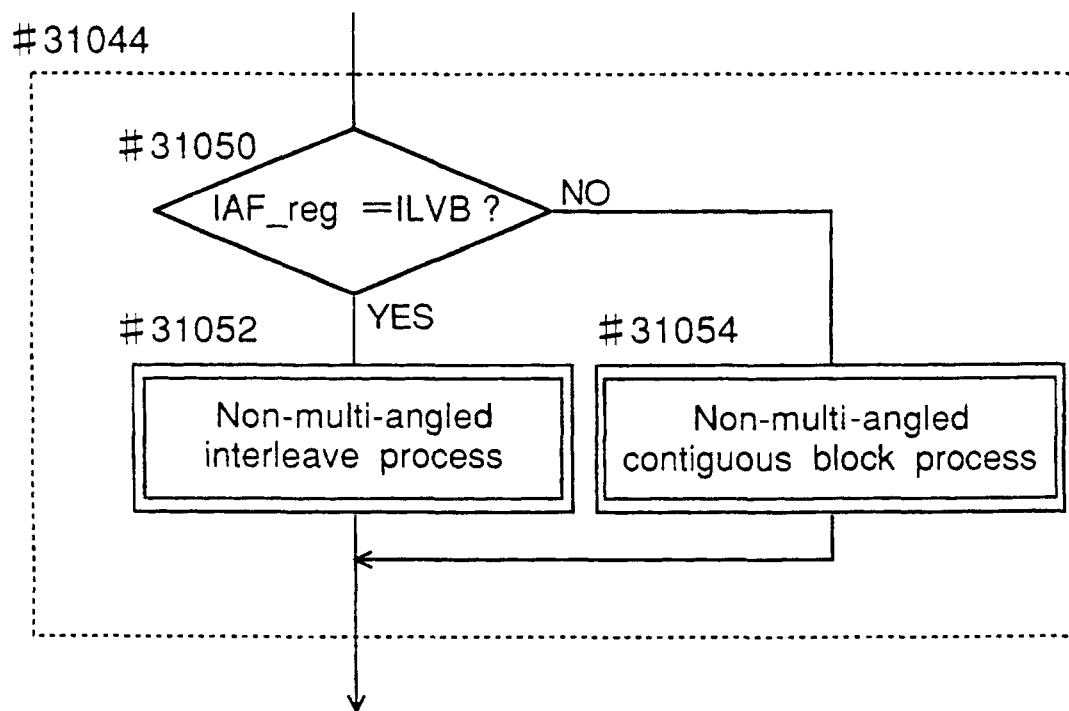 #31044
#31050
IAF_reg =ILVB ?
NO
YES
#31052
#31054
Non-multi-angled
interleave process
Non-multi-angled
contiguous block process